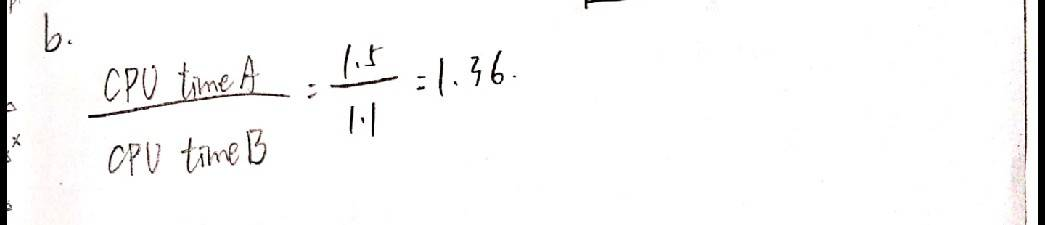 b.
CPU time A / CPU time B = 1.5 / 1.1 = 1.36.